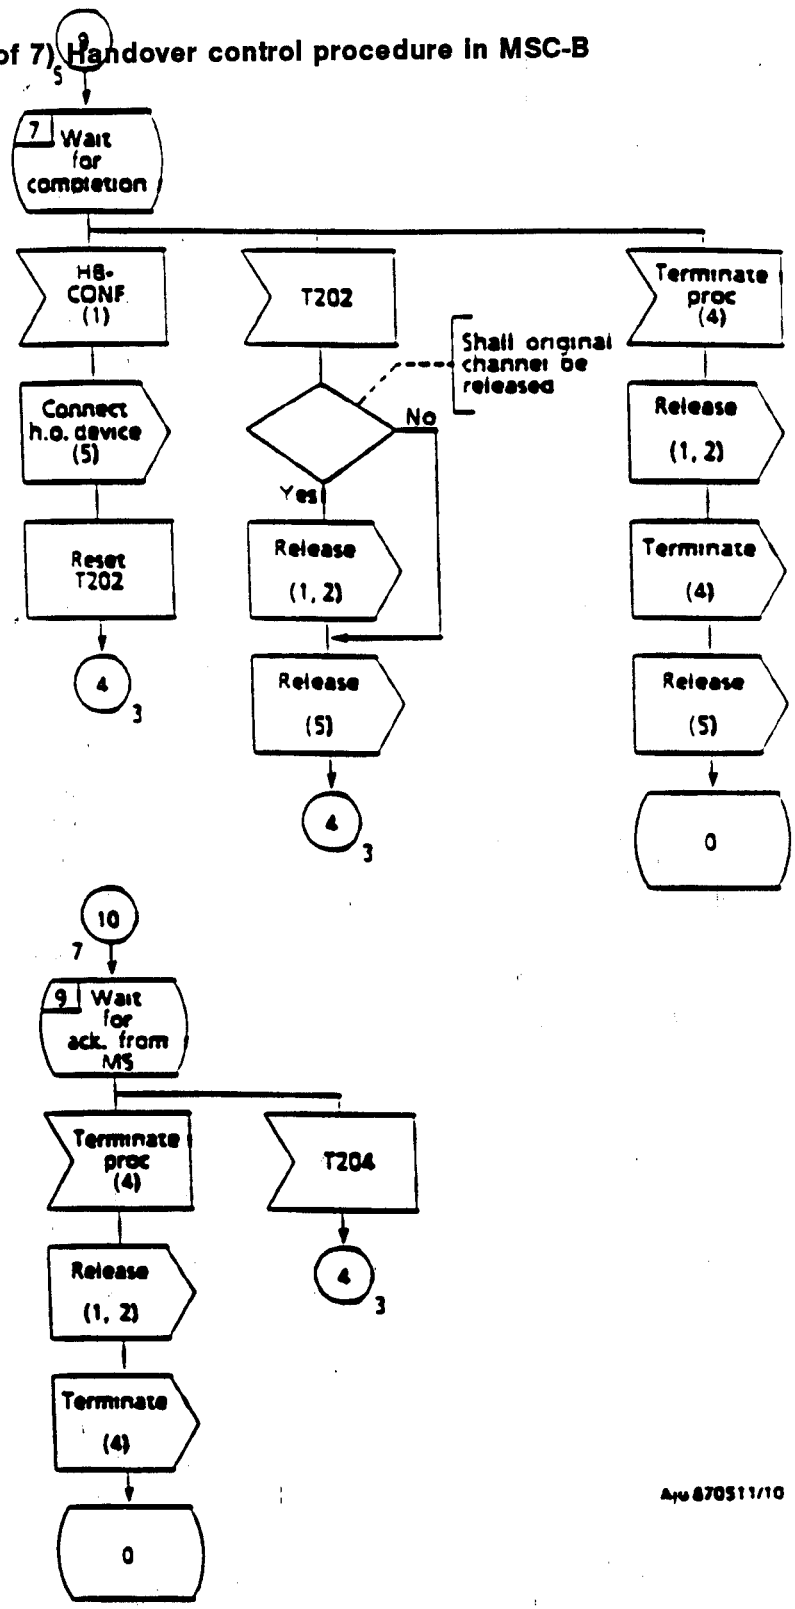 of 7) Handover control procedure in MSC-B
9
5
7
Wait
for
completion
HB-
CONF
(1)
T202
Terminate
proc
(4)
Shall original
channel be
released
Connect
h.o. device
(5)
No
Yes
Release
(1, 2)
Reset
T202
Release
(1, 2)
Terminate
(4)
4
3
Release
(5)
Release
(5)
4
3
0
10
7
9
Wait
for
ack. from
MS
Terminate
proc
(4)
T204
Release
(1, 2)
4
3
Terminate
(4)
0
870511/10